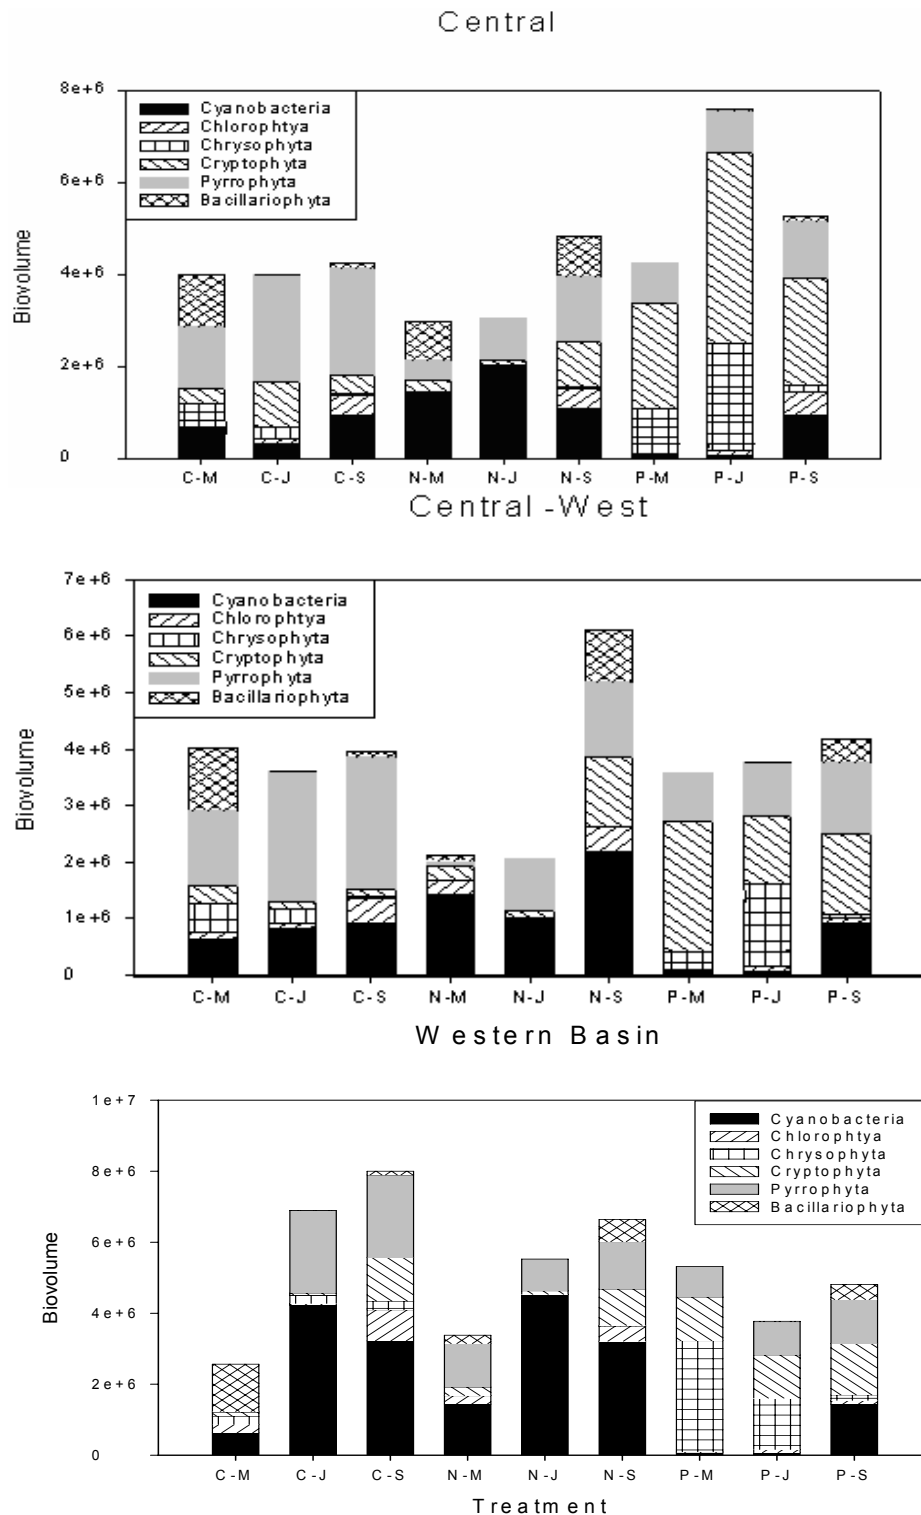 Central
8e+6
6e+6
4e+6
2e+6
0
Biovolume
Cyanobacteria
Chlorophtya
Chrysophyta
Cryptophyta
Pyrrophyta
Bacillariophyta
C-M C-J C-S N-M N-J N-S P-M P-J P-S
Central -West
7e+6
6e+6
5e+6
4e+6
3e+6
2e+6
1e+6
0
Biovolume
Cyanobacteria
Chlorophtya
Chrysophyta
Cryptophyta
Pyrrophyta
Bacillariophyta
C-M C-J C-S N-M N-J N-S P-M P-J P-S
Western Basin
1e+7
8e+6
6e+6
4e+6
2e+6
0
Biovolume
Cyanobacteria
Chlorophtya
Chrysophyta
Cryptophyta
Pyrrophyta
Bacillariophyta
C-M C-J C-S N-M N-J N-S P-M P-J P-S
Treatment